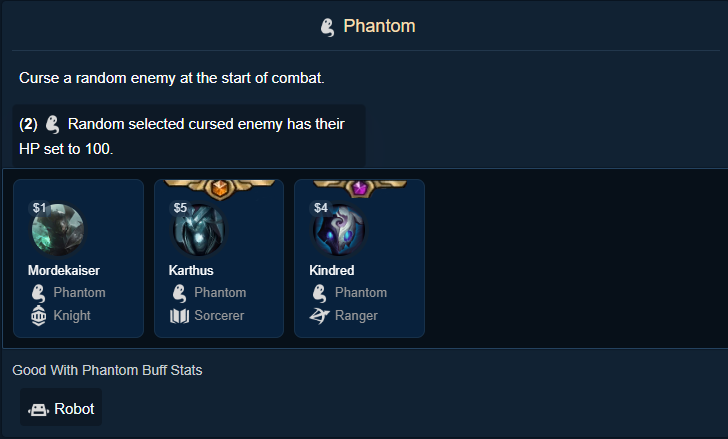 Phantom
Curse a random enemy at the start of combat.
(2) Random selected cursed enemy has their
HP set to 100.
$1
Mordekaiser
Phantom
Knight
$5
Karthus
Phantom
Sorcerer
$4
Kindred
Phantom
Ranger
Good With Phantom Buff Stats
Robot